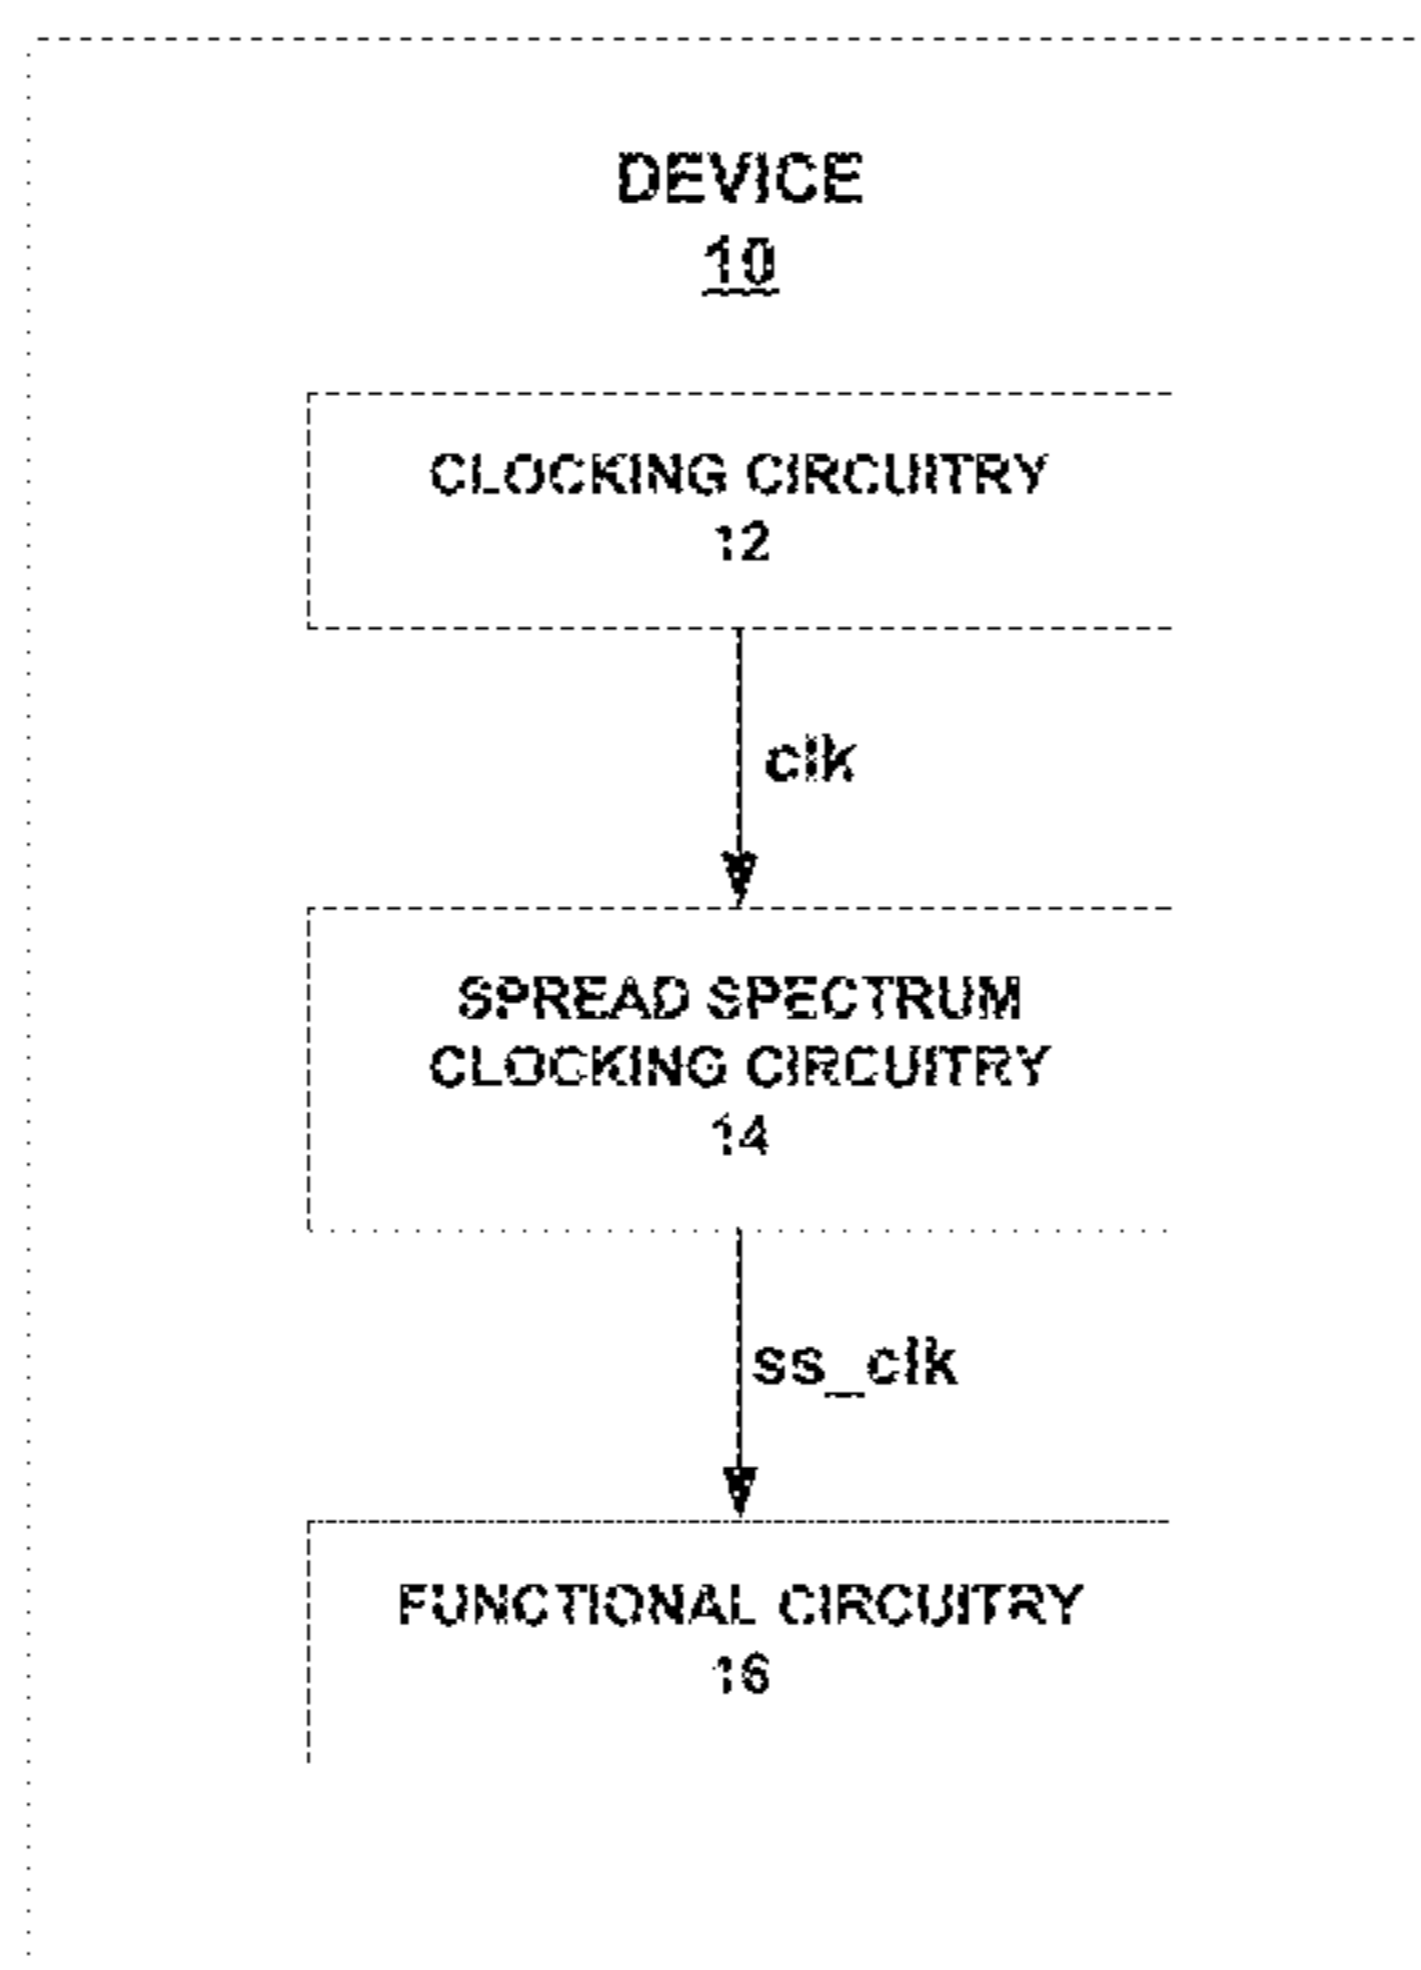 DEVICE
10
CLOCKING CIRCUITRY
12
clk
SPREAD SPECTRUM
CLOCKING CIRCUITRY
14
ss_clk
FUNCTIONAL CIRCUITRY
16